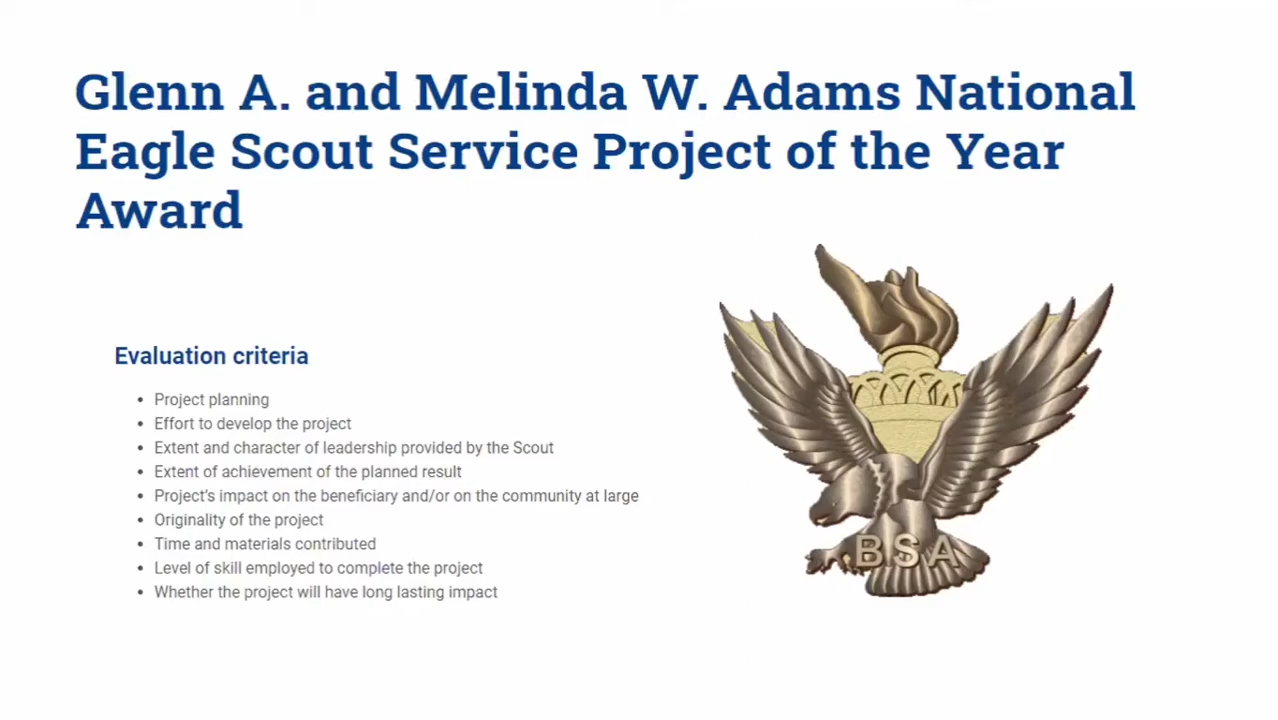 Glenn A. and Melinda W. Adams National
Eagle Scout Service Project of the Year
Award
Evaluation criteria
• Project planning
• Effort to develop the project
• Extent and character of leadership provided by the Scout
• Extent of achievement of the planned result
• Project's impact on the beneficiary and/or on the community at large
• Originality of the project
• Time and materials contributed
• Level of skill employed to complete the project
• Whether the project will have long lasting impact
BSA